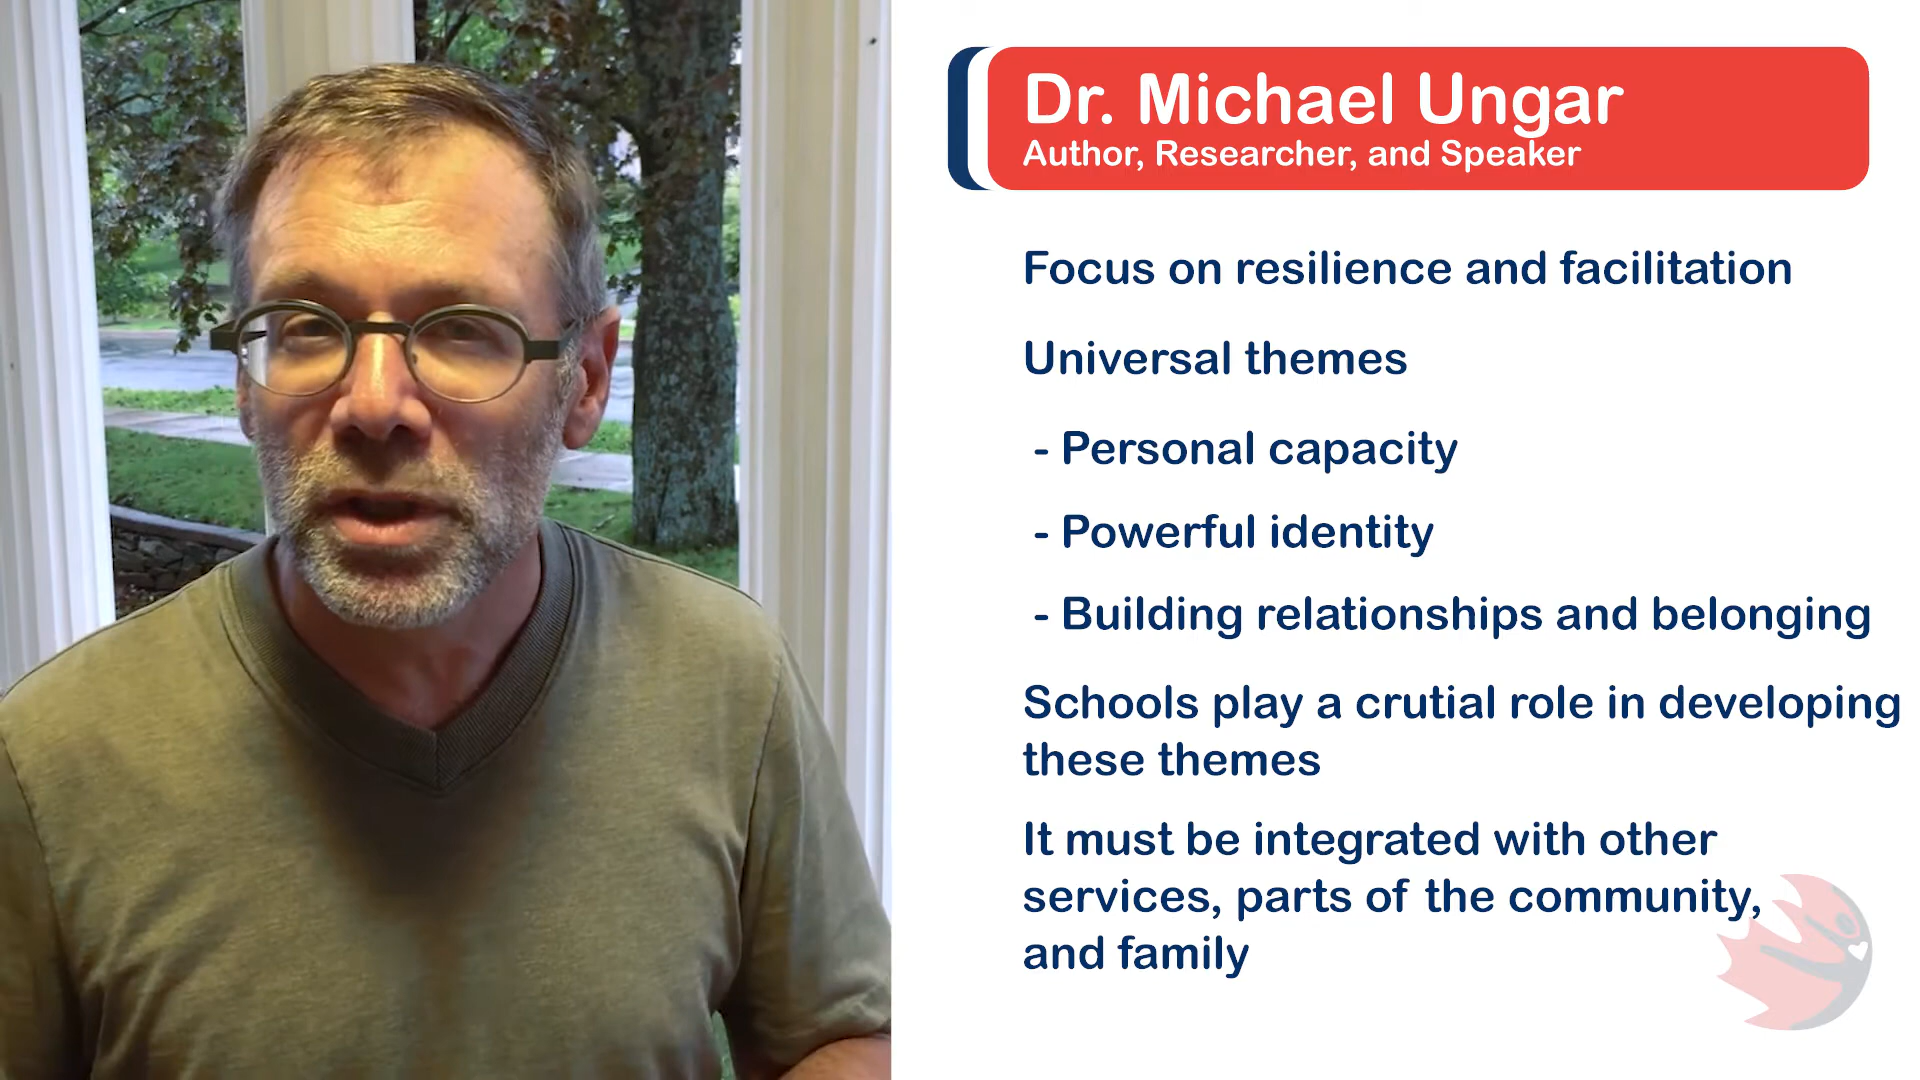 Dr. Michael Ungar
Author, Researcher, and Speaker
Focus on resilience and facilitation
Universal themes
- Personal capacity
- Powerful identity
- Building relationships and belonging
Schools play a crutial role in developing
these themes
It must be integrated with other
services, parts of the community,
and family